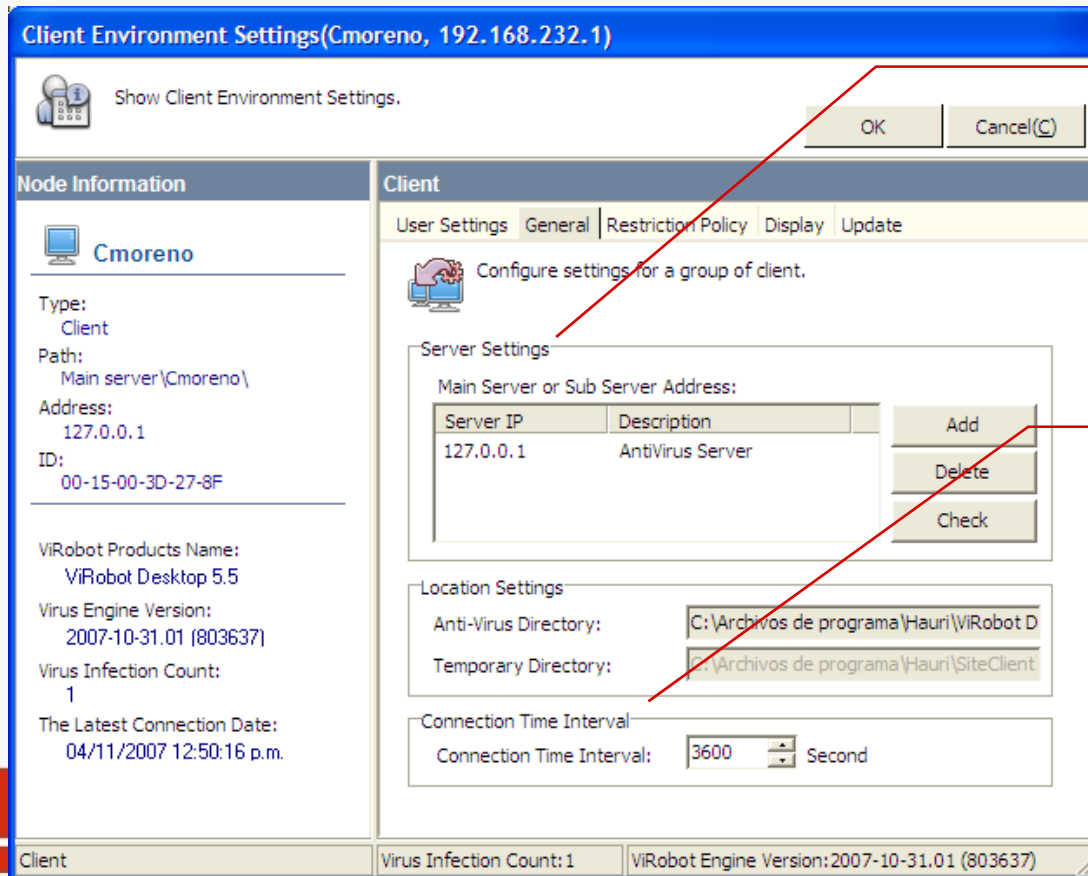 Client Environment Settings(Cmoreno, 192.168.232.1)
Show Client Environment Settings.
OK
Cancel(C)
Node Information
Cmoreno
Type:
Client
Path:
Main server\Cmoreno\
Address:
127.0.0.1
ID:
00-15-00-3D-27-8F
ViRobot Products Name:
ViRobot Desktop 5.5
Virus Engine Version:
2007-10-31.01 (803637)
Virus Infection Count:
1
The Latest Connection Date:
04/11/2007 12:50:16 p.m.
Client
User Settings General Restriction Policy Display Update
Configure settings for a group of client.
Server Settings
Main Server or Sub Server Address:
Server IP Description
127.0.0.1 AntiVirus Server
Add
Delete
Check
Location Settings
Anti-Virus Directory: C:\Archivos de programa\Hauri\ViRobot D
Temporary Directory: C:\Archivos de programa\Hauri\SiteClient
Connection Time Interval
Connection Time Interval: 3600 Second
Client Virus Infection Count:1 ViRobot Engine Version:2007-10-31.01 (803637)